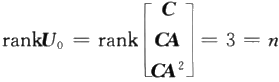 rankU₀ = rank [ C
CA
CA² ] = 3 = n